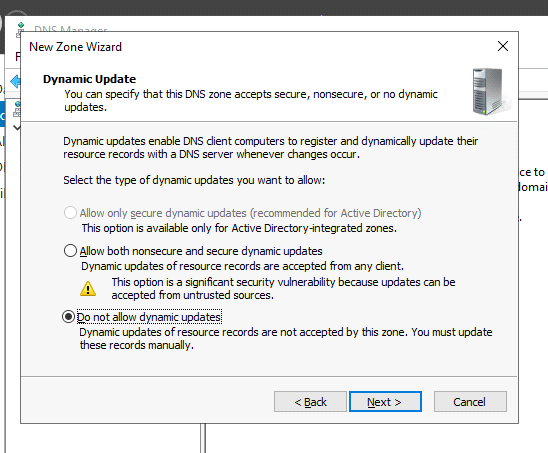 DNS Manager
New Zone Wizard
Dynamic Update
You can specify that this DNS zone accepts secure, nonsecure, or no dynamic
updates.
Dynamic updates enable DNS client computers to register and dynamically update their
resource records with a DNS server whenever changes occur.
Select the type of dynamic updates you want to allow:
Allow only secure dynamic updates (recommended for Active Directory)
This option is available only for Active Directory-integrated zones.
Allow both nonsecure and secure dynamic updates
Dynamic updates of resource records are accepted from any client.
This option is a significant security vulnerability because updates can be
accepted from untrusted sources.
Do not allow dynamic updates
Dynamic updates of resource records are not accepted by this zone. You must update
these records manually.
< Back Next > Cancel
to
domain